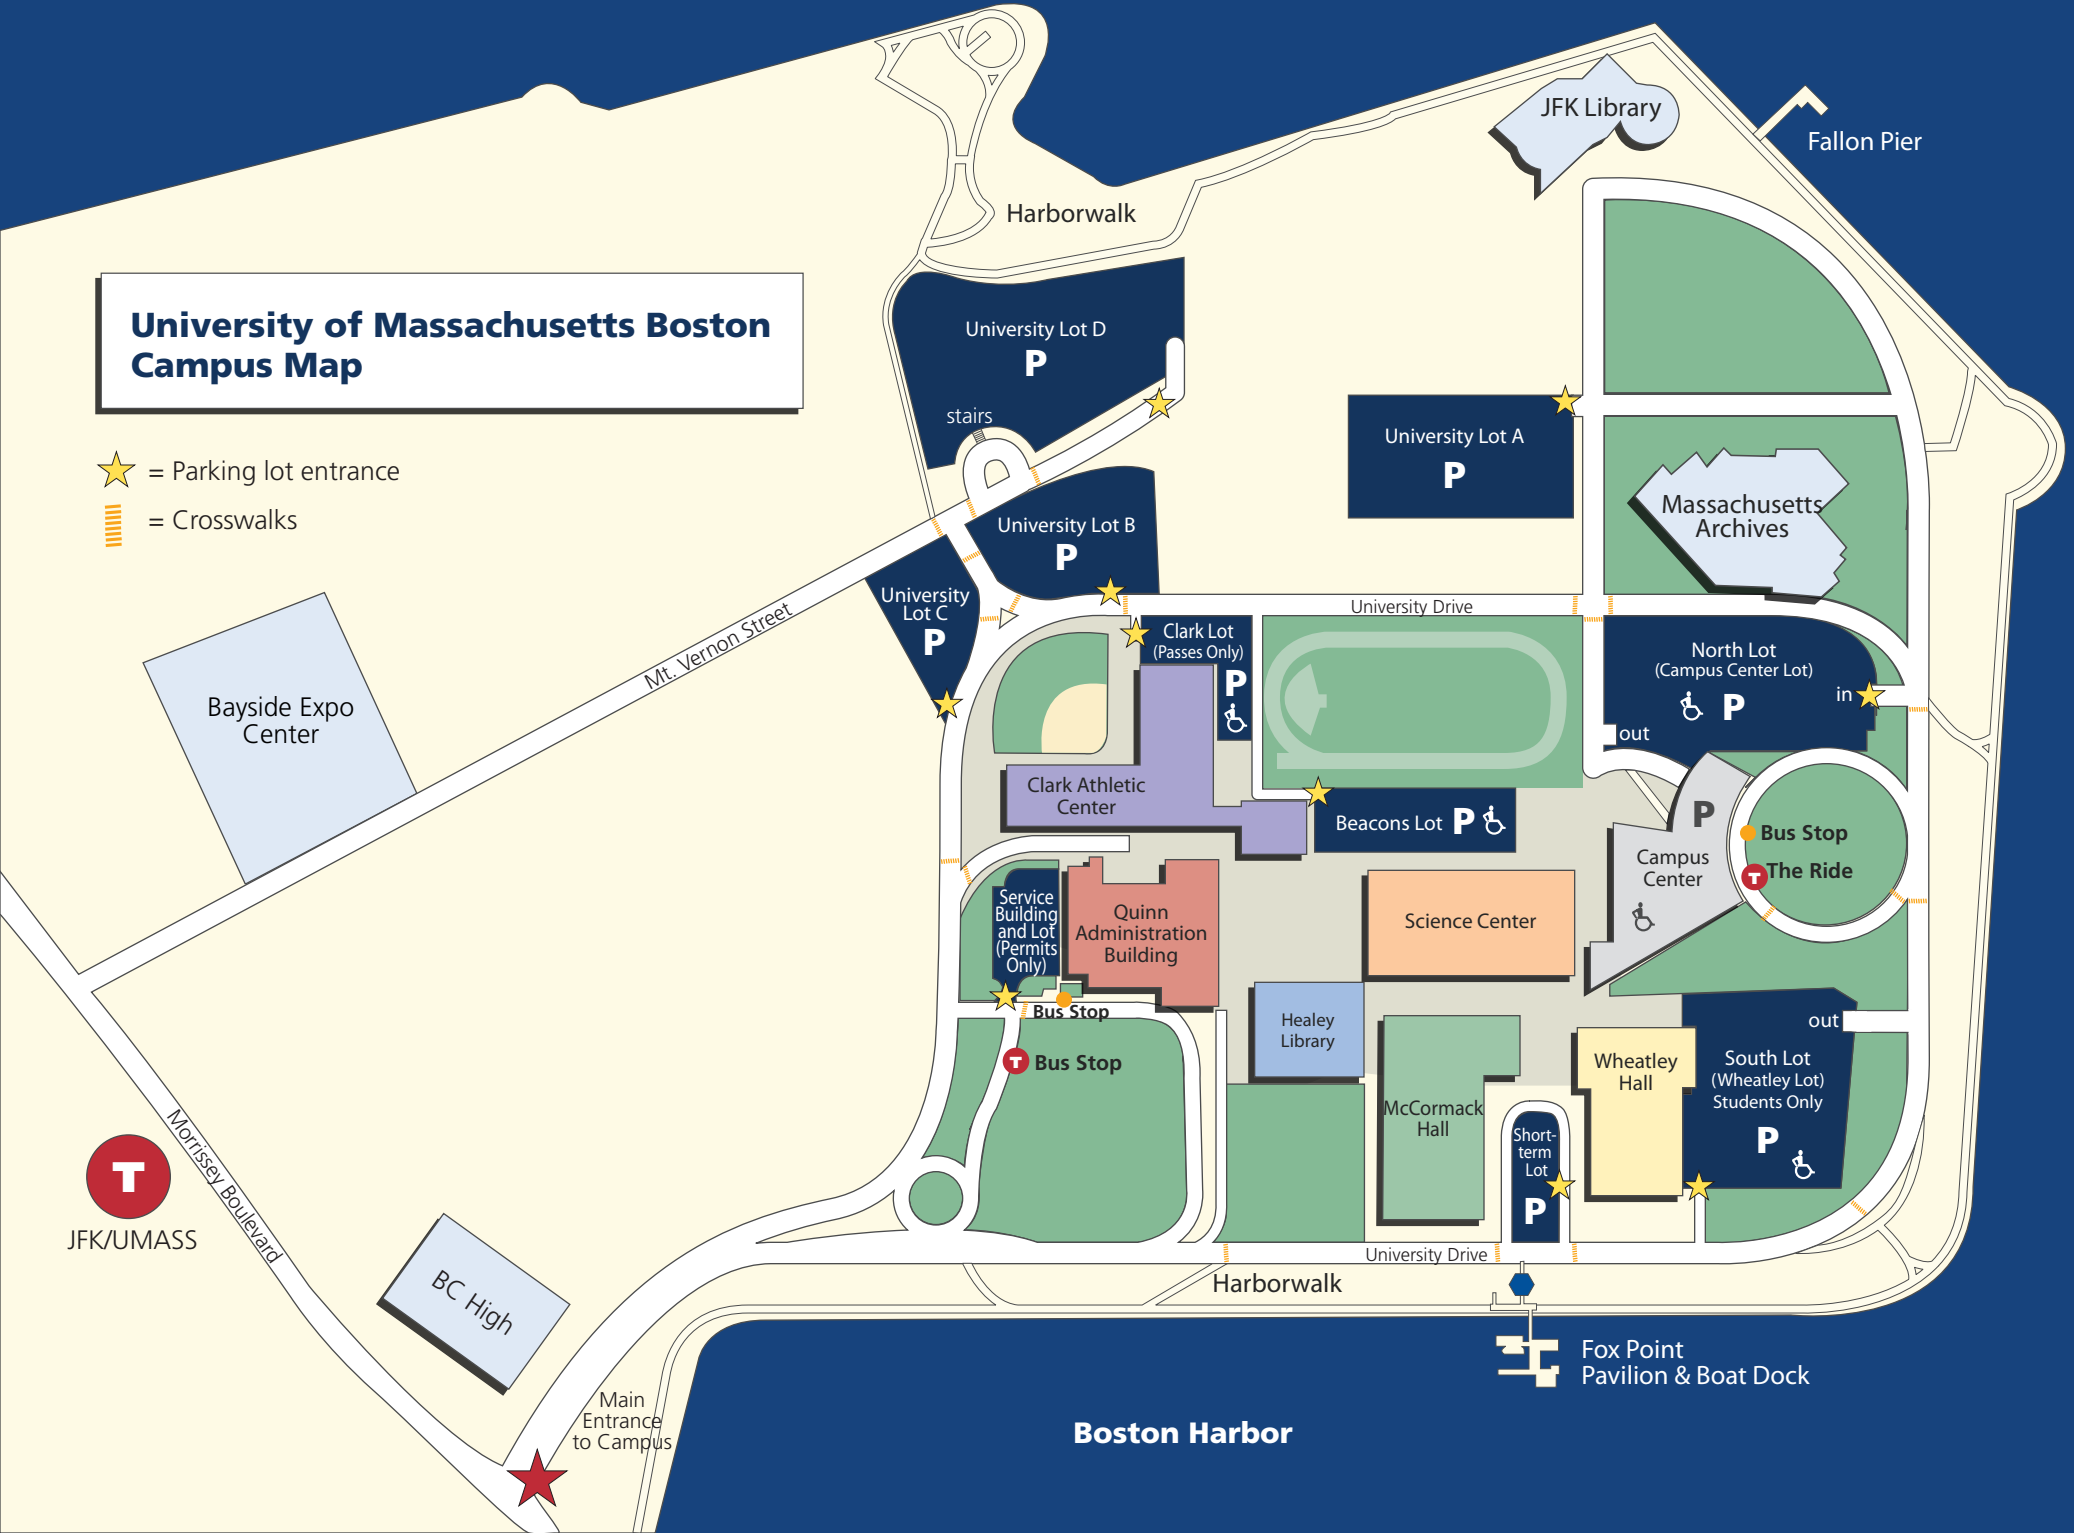 JFK Library
Fallon Pier
Harborwalk
University of Massachusetts Boston
Campus Map
University Lot D
P
stairs
University Lot A
P
= Parking lot entrance
= Crosswalks
Massachusetts
Archives
University Lot B
P
University
Lot C
P
University Drive
Mt. Vernon Street
Clark Lot
(Passes Only)
P
North Lot
(Campus Center Lot)
P
in
out
Bayside Expo
Center
Clark Athletic
Center
Beacons Lot P
P
Bus Stop
The Ride
T
Campus
Center
Service
Building
and Lot
(Permits
Only)
Quinn
Administration
Building
Science Center
Bus Stop
T Bus Stop
Healey
Library
McCormack
Hall
Wheatley
Hall
out
South Lot
(Wheatley Lot)
Students Only
P
Short-
term
Lot
P
Morrissey Boulevard
T
JFK/UMASS
BC High
University Drive
Harborwalk
Fox Point
Pavilion & Boat Dock
Main
Entrance
to Campus
Boston Harbor